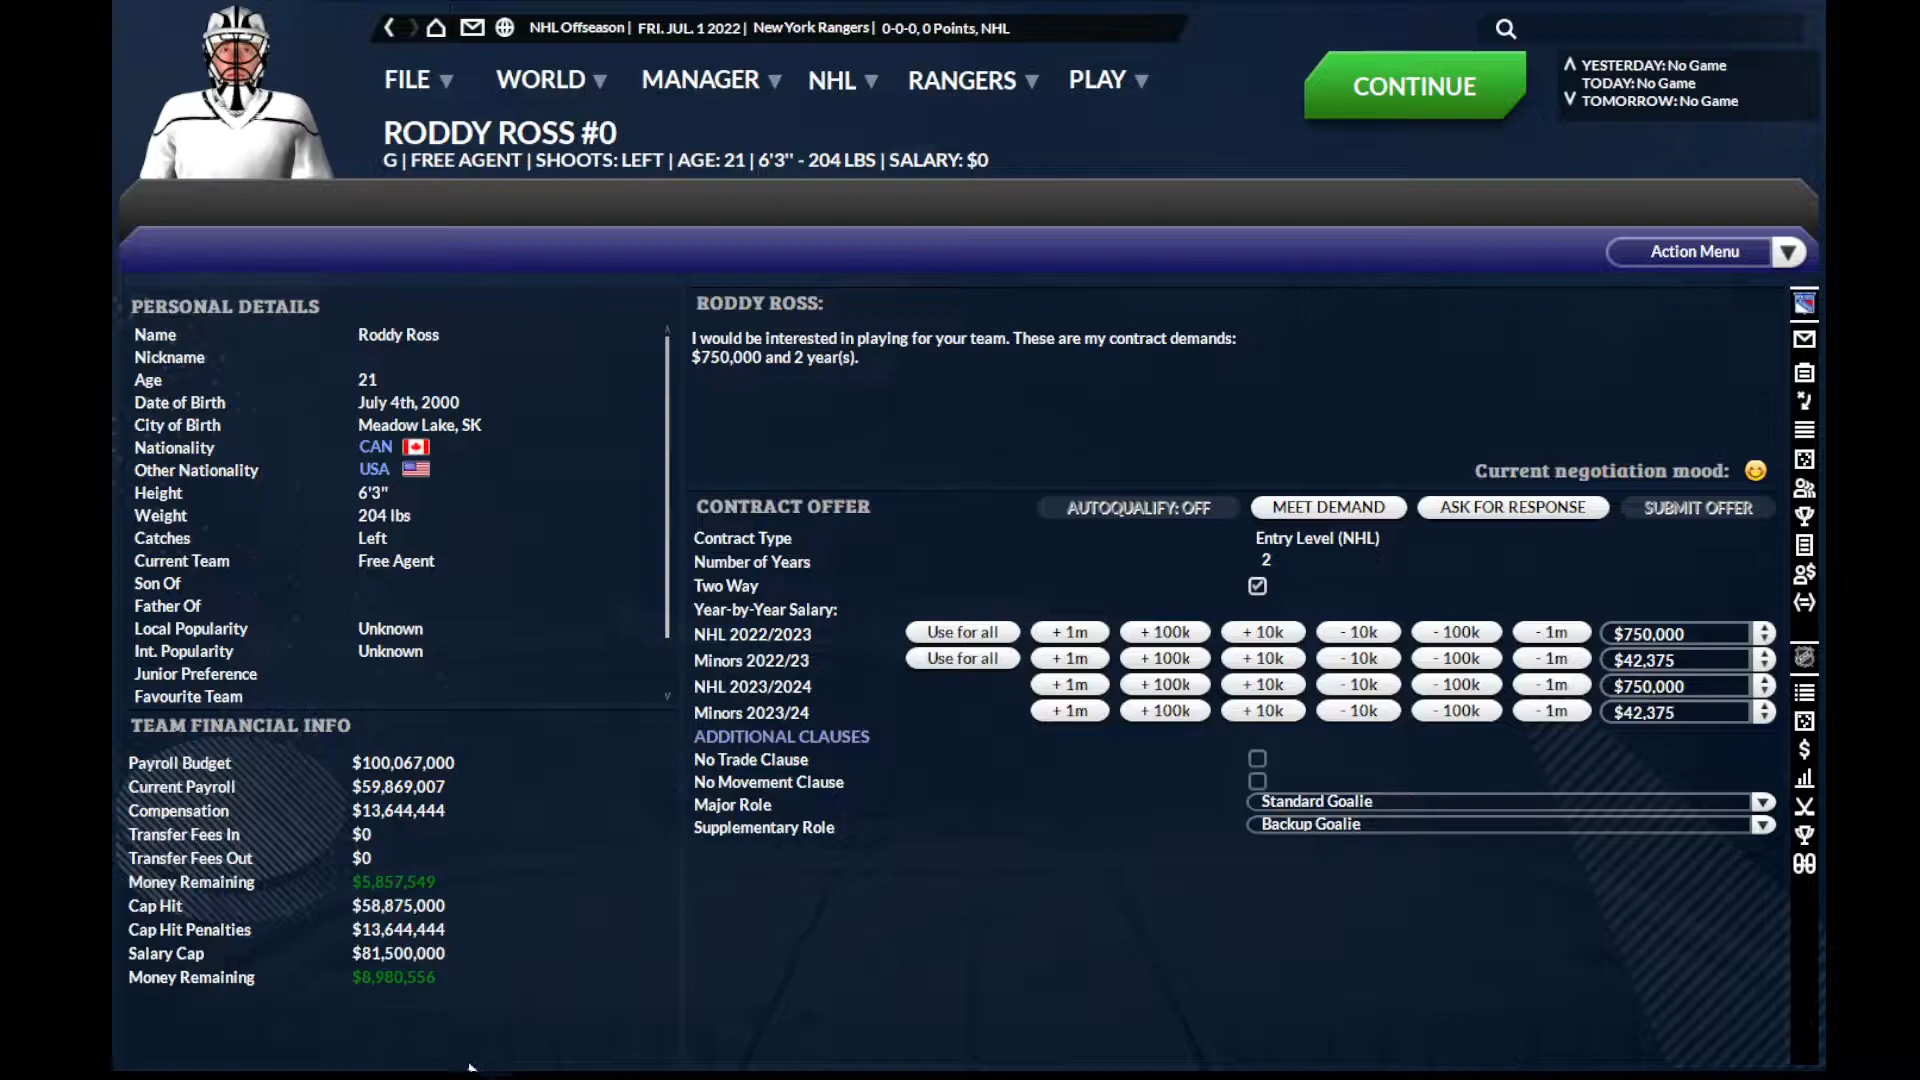 NHL Offseason | FRI. JUL. 1 2022 | New York Rangers | 0-0-0, 0 Points, NHL
FILE WORLD MANAGER NHL RANGERS PLAY
CONTINUE
YESTERDAY: No Game
TODAY: No Game
TOMORROW: No Game
RODDY ROSS #0
G | FREE AGENT | SHOOTS: LEFT | AGE: 21 | 6'3" - 204 LBS | SALARY: $0
Action Menu
PERSONAL DETAILS
Name Roddy Ross
Nickname
Age 21
Date of Birth July 4th, 2000
City of Birth Meadow Lake, SK
Nationality CAN
Other Nationality USA
Height 6'3"
Weight 204 lbs
Catches Left
Current Team Free Agent
Son Of
Father Of
Local Popularity Unknown
Int. Popularity Unknown
Junior Preference
Favourite Team
TEAM FINANCIAL INFO
Payroll Budget $100,067,000
Current Payroll $59,869,007
Compensation $13,644,444
Transfer Fees In $0
Transfer Fees Out $0
Money Remaining $5,857,549
Cap Hit $58,875,000
Cap Hit Penalties $13,644,444
Salary Cap $81,500,000
Money Remaining $8,980,556
RODDY ROSS:
I would be interested in playing for your team. These are my contract demands:
$750,000 and 2 year(s).
Current negotiation mood:
CONTRACT OFFER AUTOQUALIFY: OFF MEET DEMAND ASK FOR RESPONSE SUBMIT OFFER
Contract Type Entry Level (NHL)
Number of Years 2
Two Way
Year-by-Year Salary:
NHL 2022/2023 Use for all + 1m + 100k + 10k - 10k - 100k - 1m $750,000
Minors 2022/23 Use for all + 1m + 100k + 10k - 10k - 100k - 1m $42,375
NHL 2023/2024 + 1m + 100k + 10k - 10k - 100k - 1m $750,000
Minors 2023/24 + 1m + 100k + 10k - 10k - 100k - 1m $42,375
ADDITIONAL CLAUSES
No Trade Clause
No Movement Clause
Major Role Standard Goalie
Supplementary Role Backup Goalie